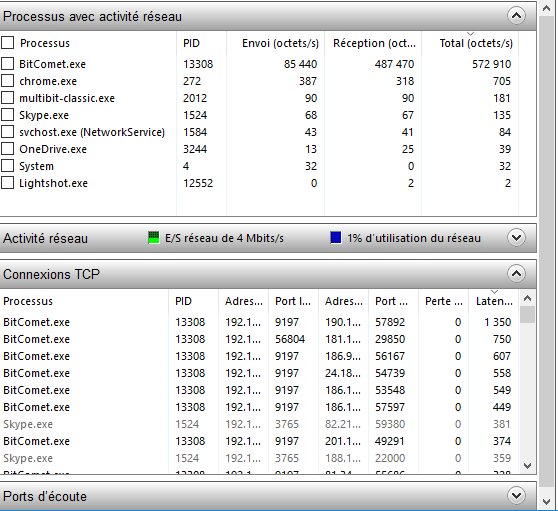 Processus avec activité réseau
Processus PID Envoi (octets/s) Réception (oct... Total (octets/s)
BitComet.exe 13308 85 440 487 470 572 910
chrome.exe 272 387 318 705
multibit-classic.exe 2012 90 90 181
Skype.exe 1524 68 67 135
svchost.exe (NetworkService) 1584 43 41 84
OneDrive.exe 3244 13 25 39
System 4 32 0 32
Lightshot.exe 12552 0 2 2
Activité réseau E/S réseau de 4 Mbits/s 1% d'utilisation du réseau
Connexions TCP
Processus PID Adres... Port l... Adres... Port ... Perte ... Laten...
BitComet.exe 13308 192.1... 9197 190.1... 57892 0 1 350
BitComet.exe 13308 192.1... 56804 181.1... 29850 0 750
BitComet.exe 13308 192.1... 9197 186.9... 56167 0 607
BitComet.exe 13308 192.1... 9197 24.18... 54739 0 558
BitComet.exe 13308 192.1... 9197 186.1... 53548 0 549
BitComet.exe 13308 192.1... 9197 186.1... 57597 0 449
Skype.exe 1524 192.1... 3765 82.21... 59380 0 381
BitComet.exe 13308 192.1... 9197 201.1... 49291 0 374
Skype.exe 1524 192.1... 3765 188.1... 22000 0 359
BitComet.exe 13308 192.1... 9197 81.34... 0
Ports d'écoute